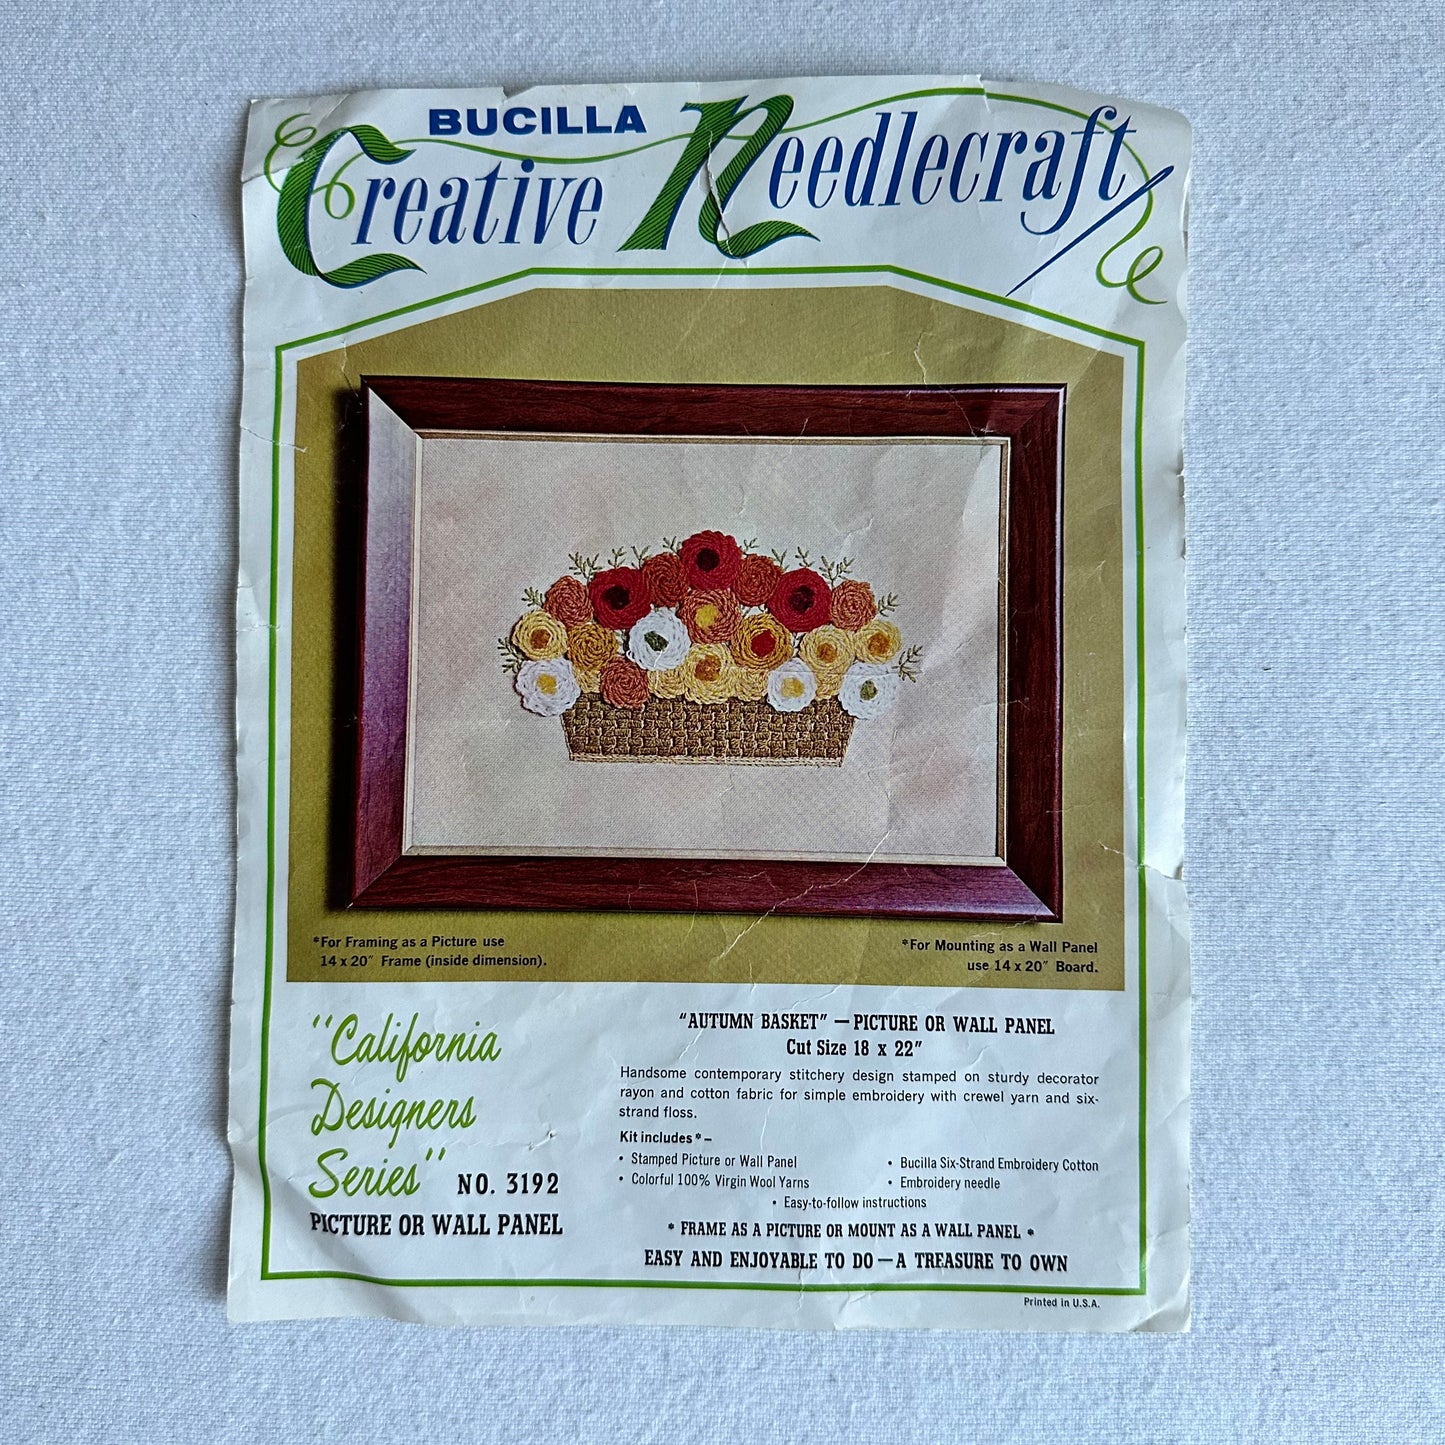 BUCILLA
Creative Needlecraft
*For Framing as a Picture use
14 x 20" Frame (inside dimension).
*For Mounting as a Wall Panel
use 14 x 20" Board.
"California
Designers
Series" NO. 3192
PICTURE OR WALL PANEL
"AUTUMN BASKET" — PICTURE OR WALL PANEL
Cut Size 18 x 22"
Handsome contemporary stitchery design stamped on sturdy decorator
rayon and cotton fabric for simple embroidery with crewel yarn and six-
strand floss.
Kit includes * –
• Stamped Picture or Wall Panel
• Colorful 100% Virgin Wool Yarns
• Bucilla Six-Strand Embroidery Cotton
• Embroidery needle
• Easy-to-follow instructions
* FRAME AS A PICTURE OR MOUNT AS A WALL PANEL *
EASY AND ENJOYABLE TO DO — A TREASURE TO OWN
Printed in U.S.A.